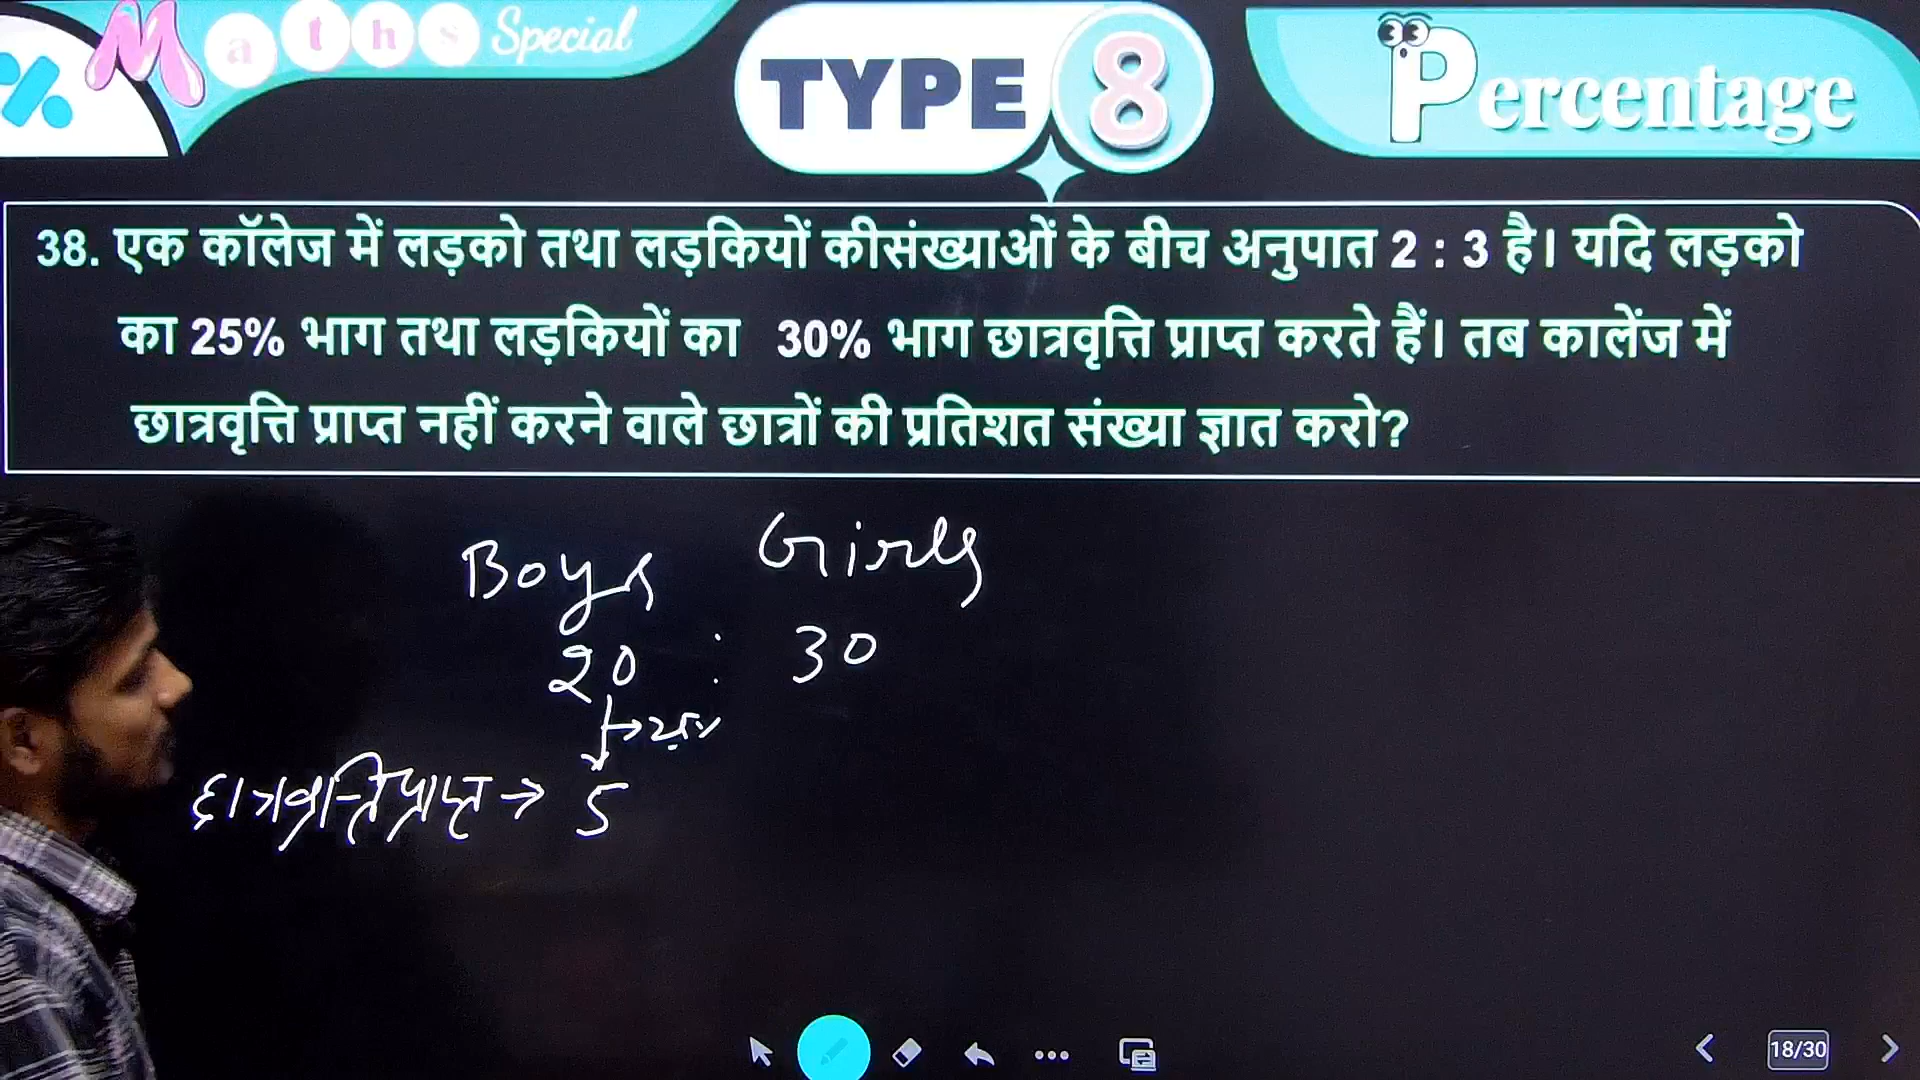 %
Maths Special
TYPE 8
Percentage
38. एक कॉलेज में लड़को तथा लड़कियों कीसंख्याओं के बीच अनुपात 2 : 3 है। यदि लड़को
का 25% भाग तथा लड़कियों का 30% भाग छात्रवृत्ति प्राप्त करते हैं। तब कालेंज में
छात्रवृत्ति प्राप्त नहीं करने वाले छात्रों की प्रतिशत संख्या ज्ञात करो?
Boys Girls
20 : 30
→25%
छात्रवृत्ति प्राप्त → 5
18/30